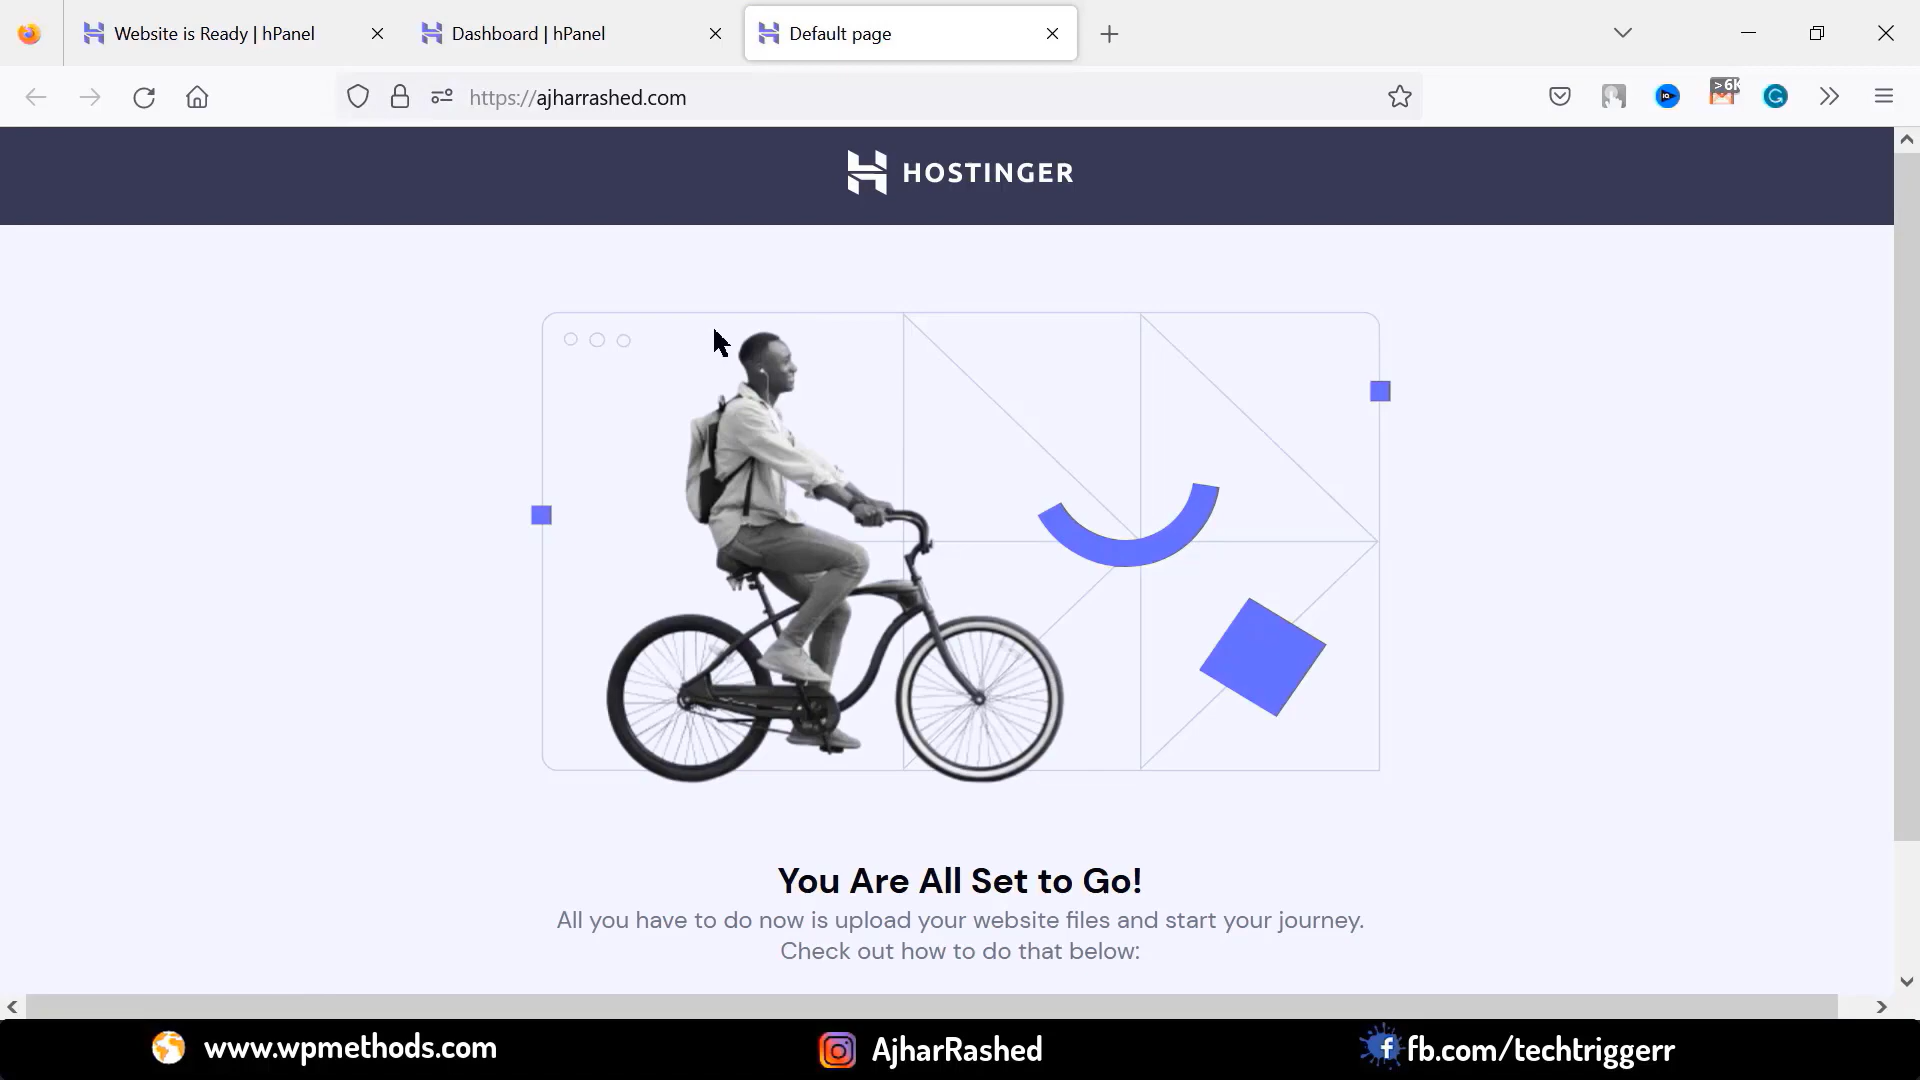 Website is Ready | hPanel
Dashboard | hPanel
Default page
https://ajharrashed.com
>6k
HOSTINGER
You Are All Set to Go!
All you have to do now is upload your website files and start your journey.
Check out how to do that below:
www.wpmethods.com
AjharRashed
fb.com/techtriggerr